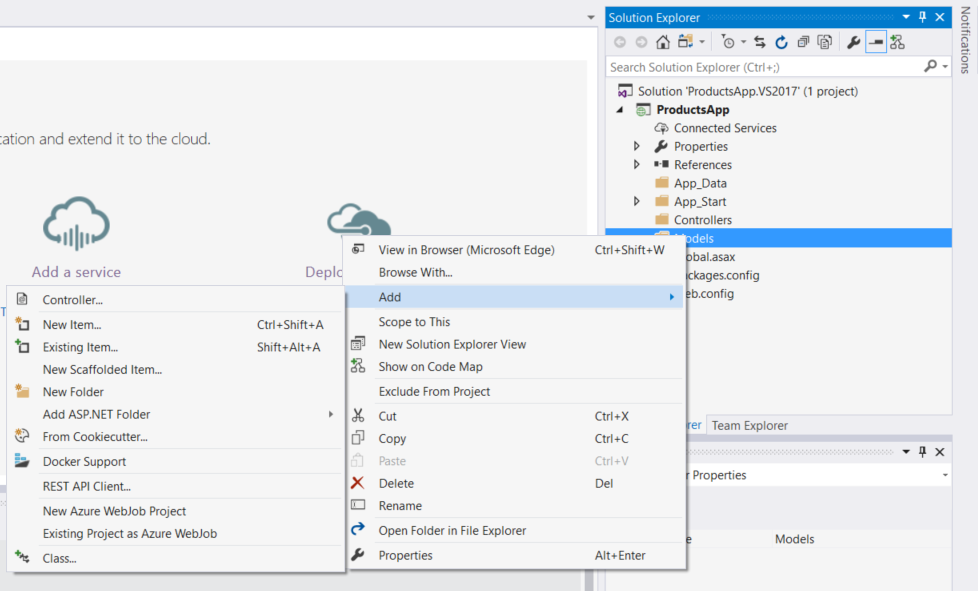 Solution Explorer
Notifications
Search Solution Explorer (Ctrl+;)
Solution 'ProductsApp.VS2017' (1 project)
ProductsApp
Connected Services
Properties
References
App_Data
App_Start
Controllers
odels
obal.asax
ckages.config
eb.config
cation and extend it to the cloud.
Add a service
Deplo
View in Browser (Microsoft Edge) Ctrl+Shift+W
Browse With...
Add
Scope to This
New Solution Explorer View
Show on Code Map
Exclude From Project
Cut Ctrl+X
Copy Ctrl+C
Paste Ctrl+V
Delete Del
Rename
Open Folder in File Explorer
Properties Alt+Enter
T
Controller...
New Item... Ctrl+Shift+A
Existing Item... Shift+Alt+A
New Scaffolded Item...
New Folder
Add ASP.NET Folder
From Cookiecutter...
Docker Support
REST API Client...
New Azure WebJob Project
Existing Project as Azure WebJob
Class...
rer Team Explorer
r Properties
e Models